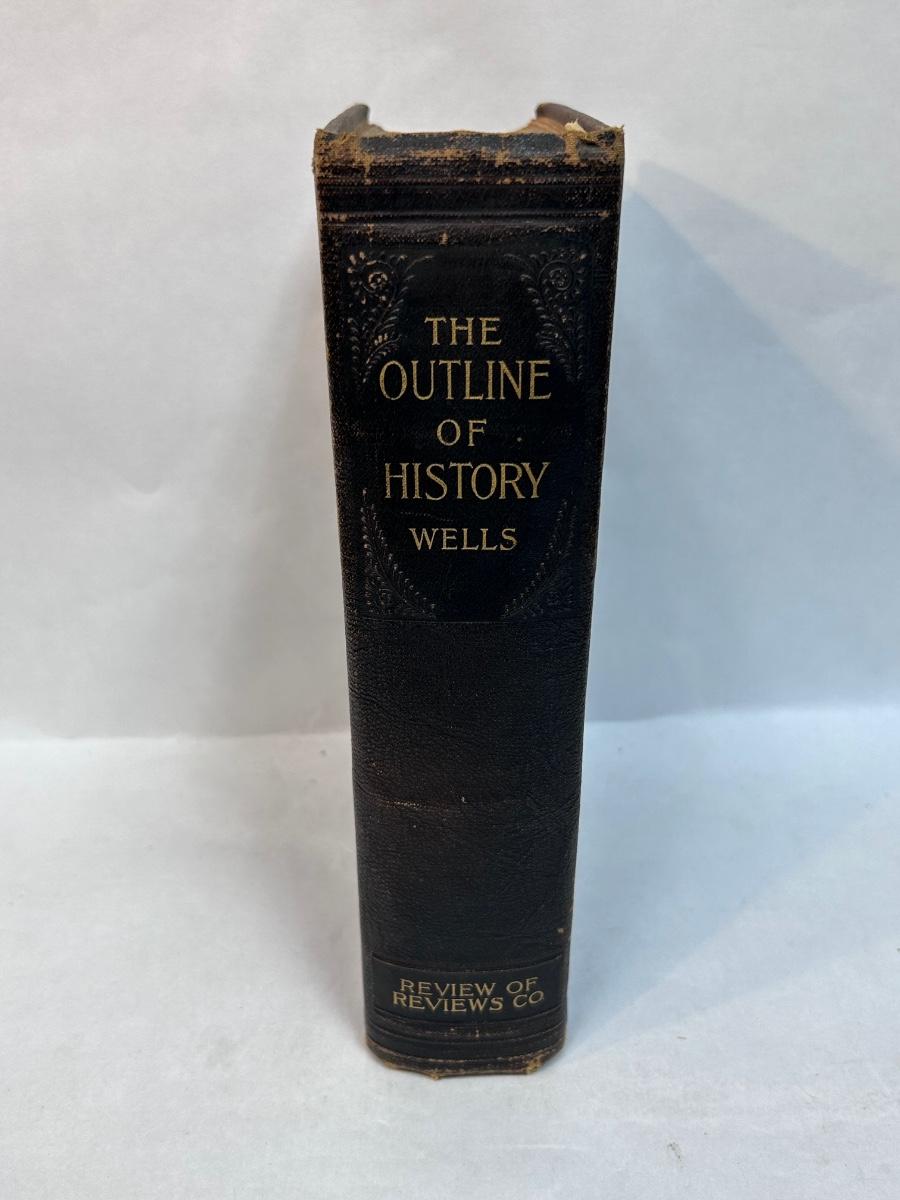 THE
OUTLINE
OF
HISTORY
WELLS
REVIEW OF
REVIEWS CO